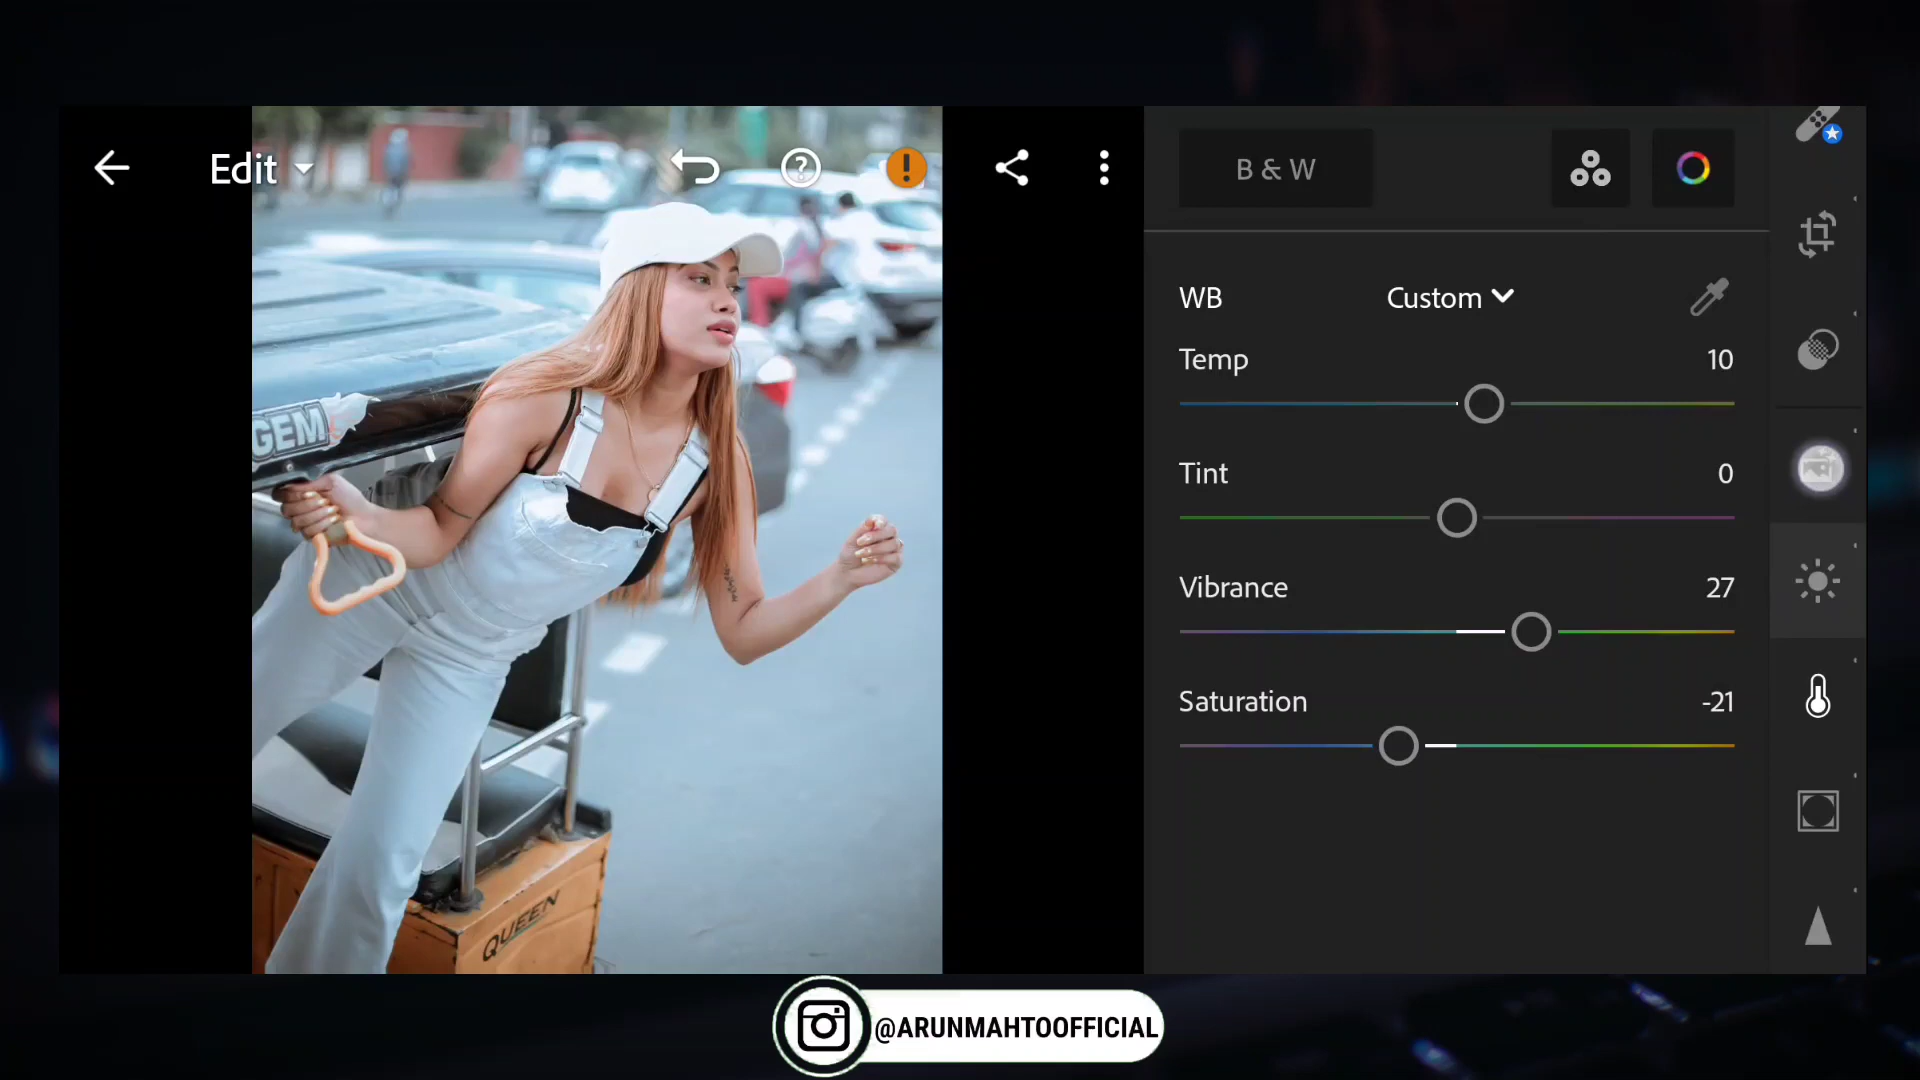 Edit
B & W
WB
Custom
Temp
10
Tint
0
Vibrance
27
Saturation
-21
GEM
QUEEN
@ARUNMAHTOOFFICIAL